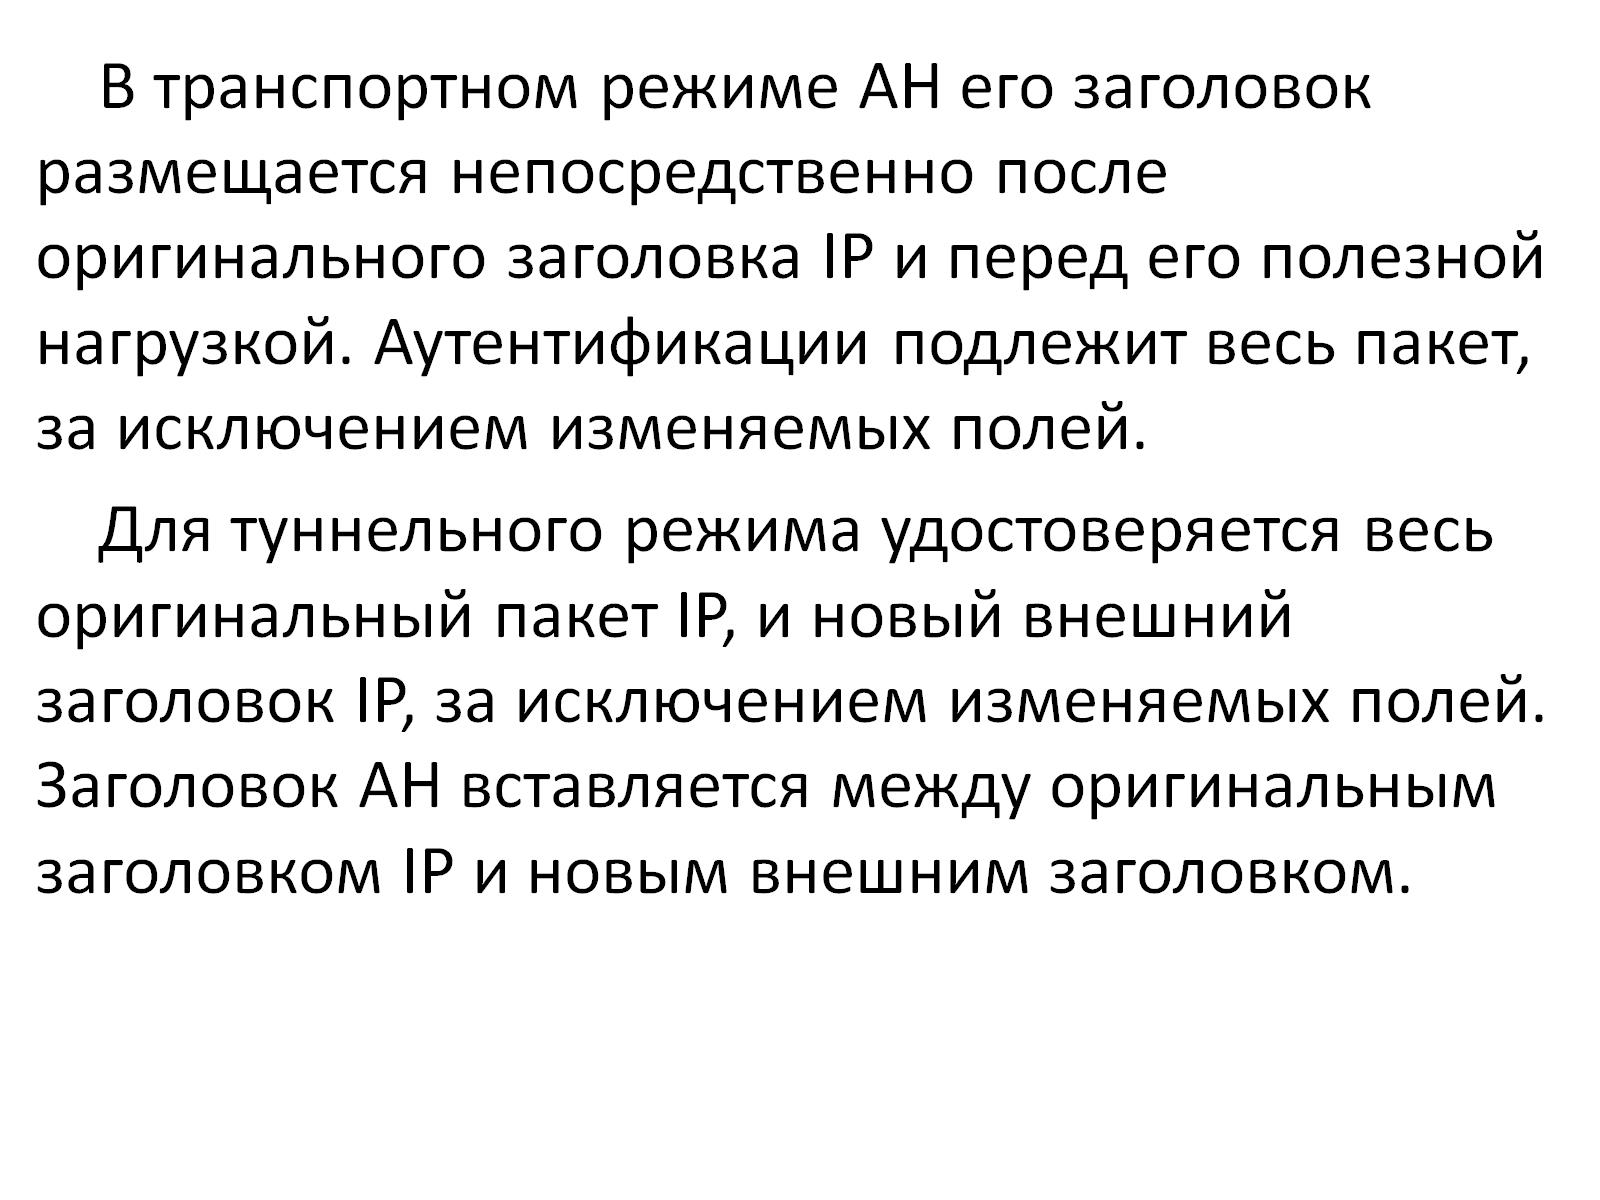 В транспортном режиме АН его заголовок
размещается непосредственно после
оригинального заголовка IP и перед его полезной
нагрузкой. Аутентификации подлежит весь пакет,
за исключением изменяемых полей.
Для туннельного режима удостоверяется весь
оригинальный пакет IP, и новый внешний
заголовок IP, за исключением изменяемых полей.
Заголовок АН вставляется между оригинальным
заголовком IP и новым внешним заголовком.